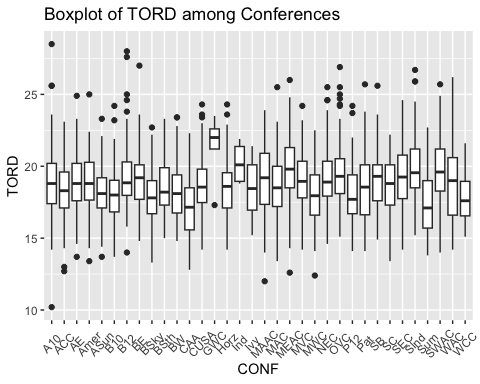 Boxplot of TORD among Conferences
TORD
25
20
15
10
A10
ACC
AE
Amer
ASun
B10
B12
BE
BSky
BSth
BW
CAA
CUSA
GWC
Horz
Ind
Ivy
MAAC
MAC
MEAC
MVC
MWC
NEC
OVC
P12
Pat
SB
SC
SEC
Slnd
Sum
SWAC
WAC
WCC
CONF